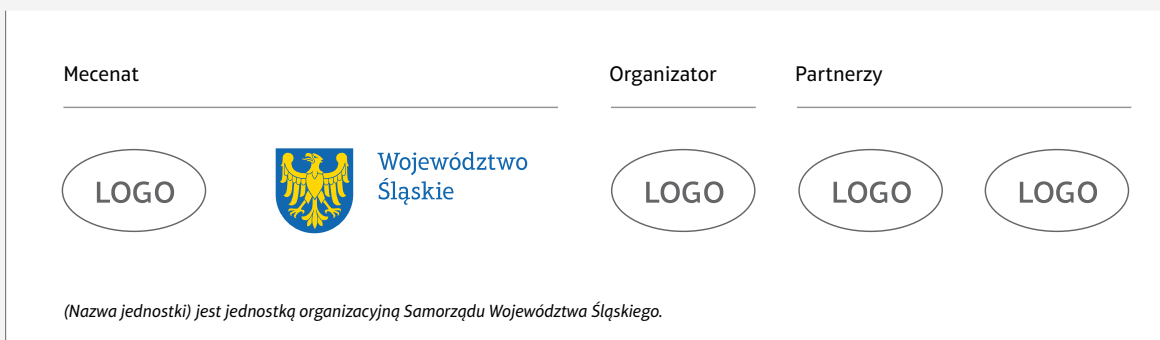 Mecenat
Organizator
Partnerzy
LOGO
Województwo
Śląskie
LOGO
LOGO
LOGO
(Nazwa jednostki) jest jednostką organizacyjną Samorządu Województwa Śląskiego.